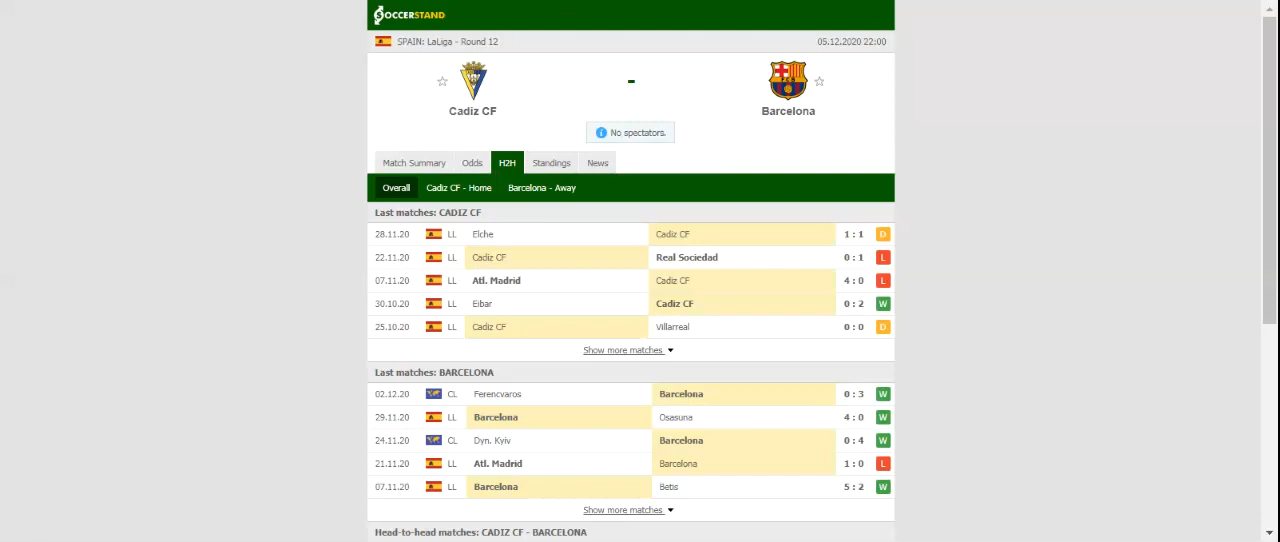 SOCCERSTAND
SPAIN: LaLiga - Round 12 05.12.2020 22:00
-
Cadiz CF Barcelona
No spectators.
Match Summary Odds H2H Standings News
Overall Cadiz CF - Home Barcelona - Away
Last matches: CADIZ CF
28.11.20 LL Elche Cadiz CF 1 : 1 D
22.11.20 LL Cadiz CF Real Sociedad 0 : 1 L
07.11.20 LL Atl. Madrid Cadiz CF 4 : 0 L
30.10.20 LL Eibar Cadiz CF 0 : 2 W
25.10.20 LL Cadiz CF Villarreal 0 : 0 D
Show more matches
Last matches: BARCELONA
02.12.20 CL Ferencvaros Barcelona 0 : 3 W
29.11.20 LL Barcelona Osasuna 4 : 0 W
24.11.20 CL Dyn. Kyiv Barcelona 0 : 4 W
21.11.20 LL Atl. Madrid Barcelona 1 : 0 L
07.11.20 LL Barcelona Betis 5 : 2 W
Show more matches
Head-to-head matches: CADIZ CF - BARCELONA